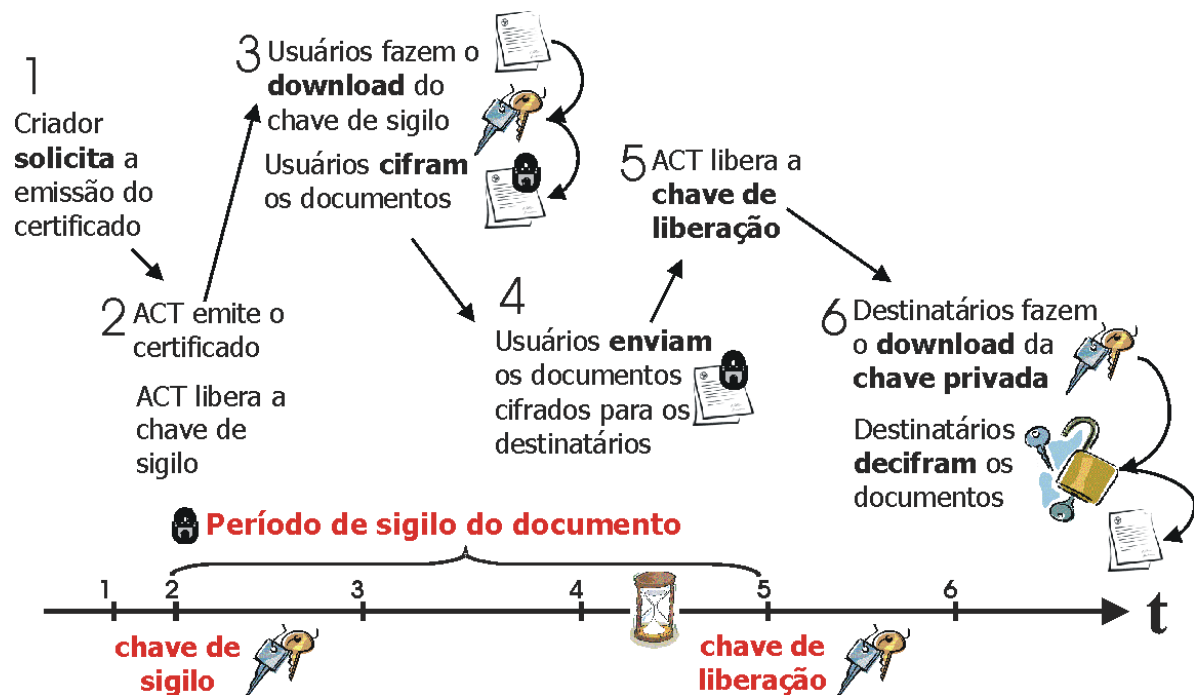 1
Criador
solicita a
emissão do
certificado
2 ACT emite o
certificado
ACT libera a
chave de
sigilo
3 Usuários fazem o
download do
chave de sigilo
Usuários cifram
os documentos
4
Usuários enviam
os documentos
cifrados para os
destinatários
5 ACT libera a
chave de
liberação
6 Destinatários fazem
o download da
chave privada
Destinatários
decifram os
documentos
Período de sigilo do documento
1 2 3 4 5 6
t
chave de
sigilo
chave de
liberação